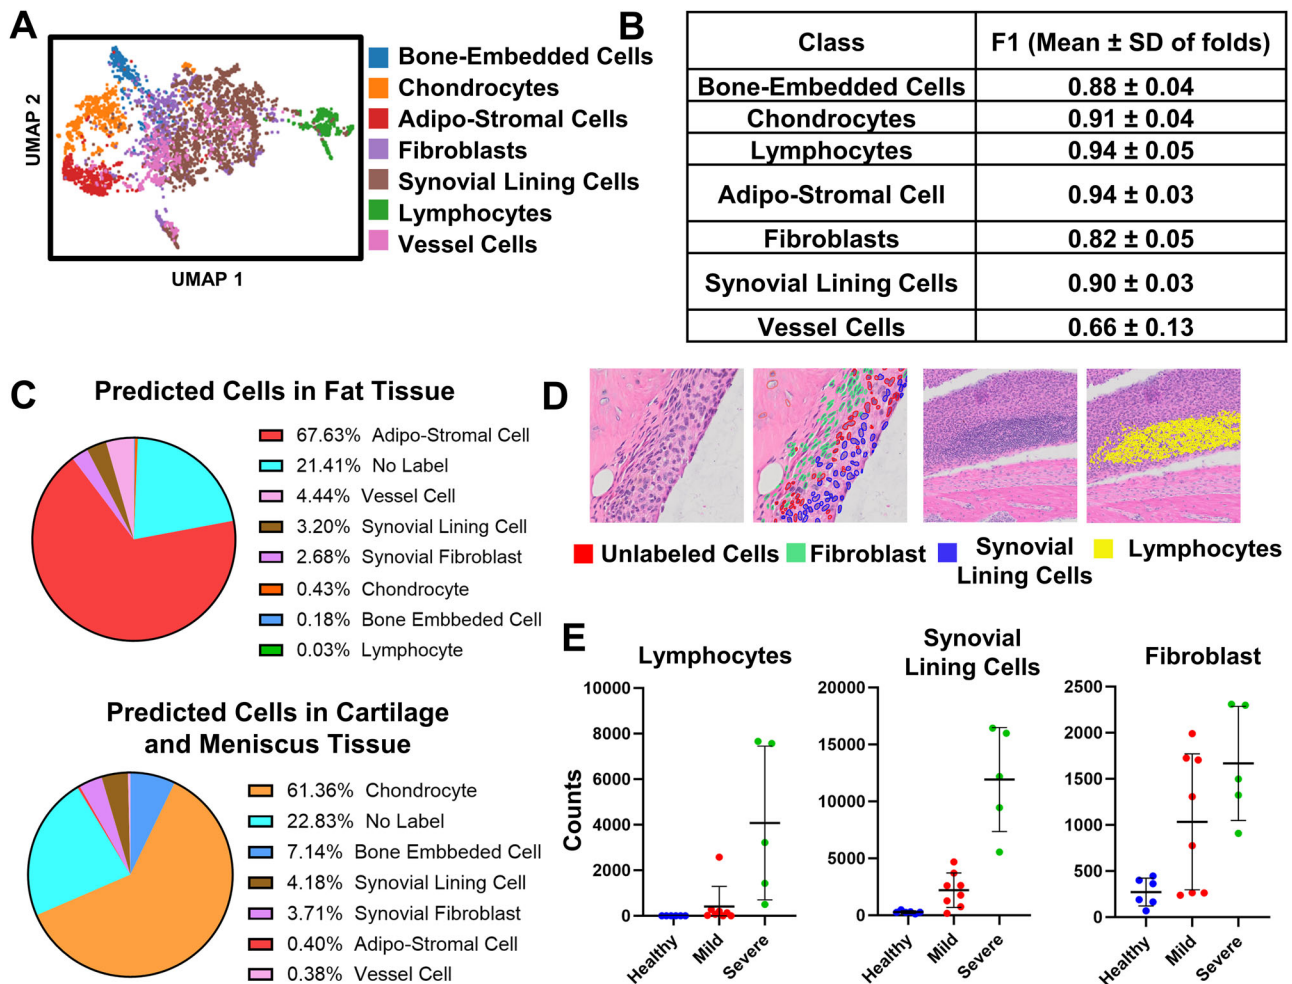 A
UMAP 2
UMAP 1
Bone-Embedded Cells
Chondrocytes
Adipo-Stromal Cells
Fibroblasts
Synovial Lining Cells
Lymphocytes
Vessel Cells
B
Class F1 (Mean ± SD of folds)
Bone-Embedded Cells 0.88 ± 0.04
Chondrocytes 0.91 ± 0.04
Lymphocytes 0.94 ± 0.05
Adipo-Stromal Cell 0.94 ± 0.03
Fibroblasts 0.82 ± 0.05
Synovial Lining Cells 0.90 ± 0.03
Vessel Cells 0.66 ± 0.13
C
Predicted Cells in Fat Tissue
67.63% Adipo-Stromal Cell
21.41% No Label
4.44% Vessel Cell
3.20% Synovial Lining Cell
2.68% Synovial Fibroblast
0.43% Chondrocyte
0.18% Bone Embbeded Cell
0.03% Lymphocyte
Predicted Cells in Cartilage
and Meniscus Tissue
61.36% Chondrocyte
22.83% No Label
7.14% Bone Embbeded Cell
4.18% Synovial Lining Cell
3.71% Synovial Fibroblast
0.40% Adipo-Stromal Cell
0.38% Vessel Cell
D
Unlabeled Cells
Fibroblast
Synovial
Lining Cells
Lymphocytes
E
Lymphocytes
Counts
10000
8000
6000
4000
2000
0
Healthy
Mild
Severe
Synovial
Lining Cells
20000
15000
10000
5000
0
Healthy
Mild
Severe
Fibroblast
2500
2000
1500
1000
500
0
Healthy
Mild
Severe